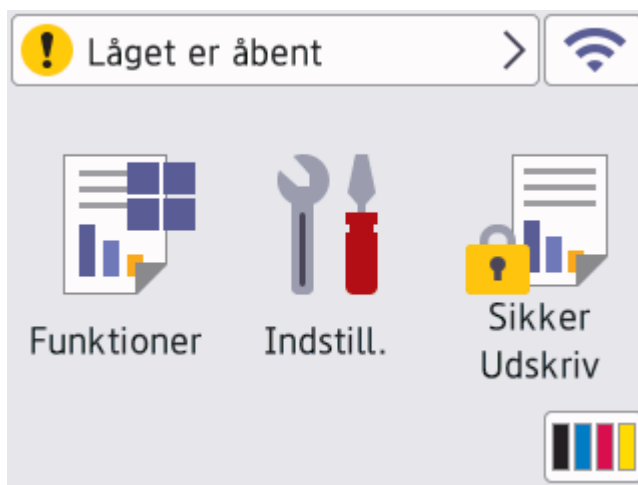 Låget er åbent
Funktioner
Indstill.
Sikker
Udskriv